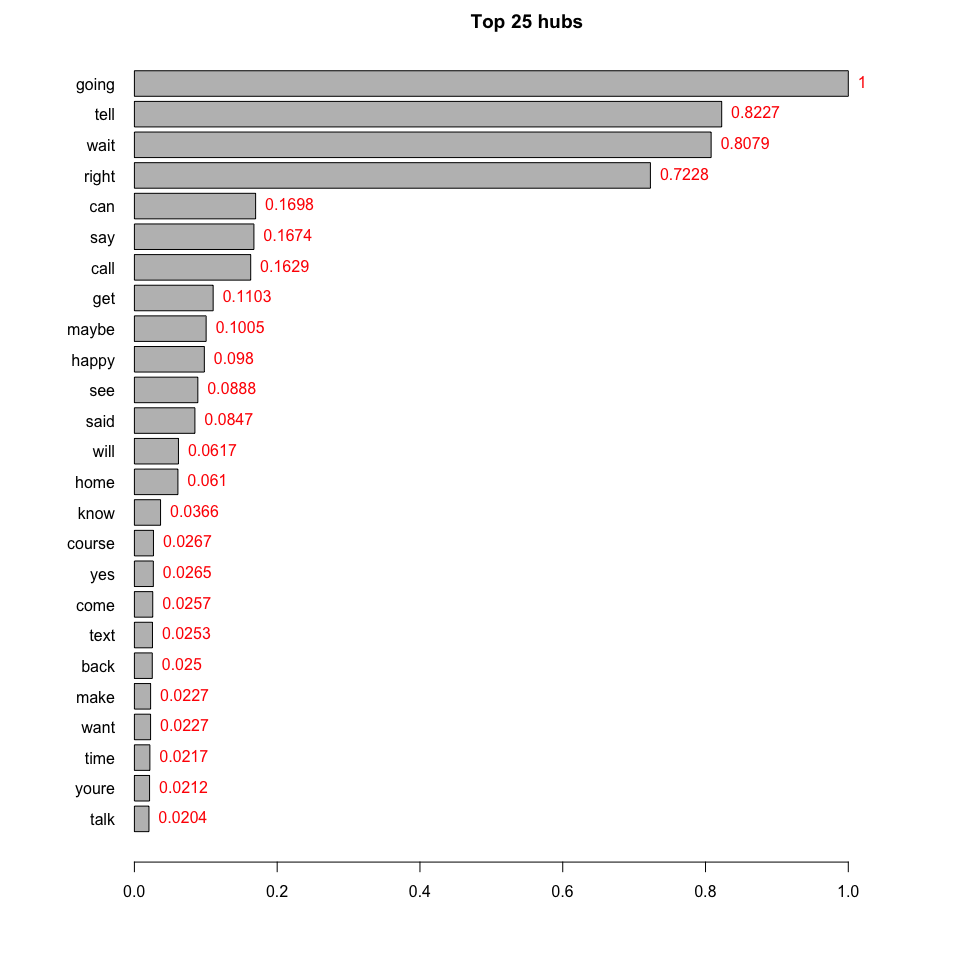 Top 25 hubs
going 1
tell 0.8227
wait 0.8079
right 0.7228
can 0.1698
say 0.1674
call 0.1629
get 0.1103
maybe 0.1005
happy 0.098
see 0.0888
said 0.0847
will 0.0617
home 0.061
know 0.0366
course 0.0267
yes 0.0265
come 0.0257
text 0.0253
back 0.025
make 0.0227
want 0.0227
time 0.0217
youre 0.0212
talk 0.0204
0.0 0.2 0.4 0.6 0.8 1.0